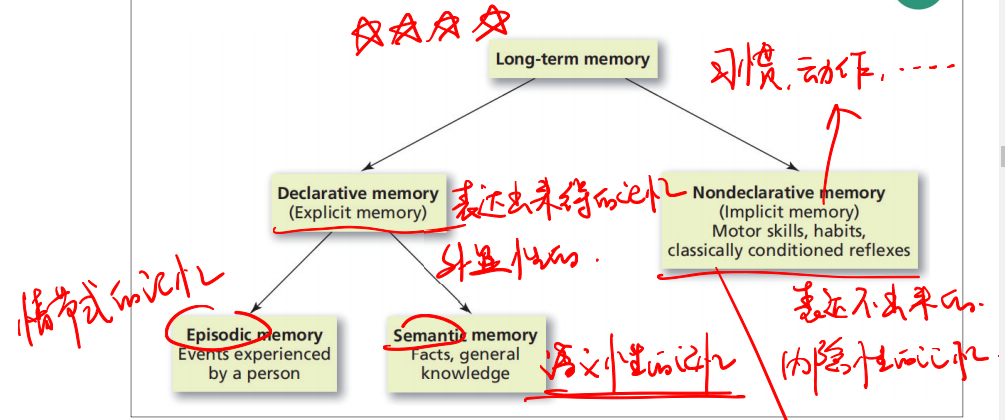 Long-term memory
习惯,动作,……
Declarative memory
(Explicit memory)
表达出来的记忆
外显性的.
Nondeclarative memory
(Implicit memory)
Motor skills, habits,
classically conditioned reflexes
表达不出来的.
内隐性的记忆.
情节式的记忆
Episodic memory
Events experienced
by a person
Semantic memory
Facts, general
knowledge
语义性的记忆